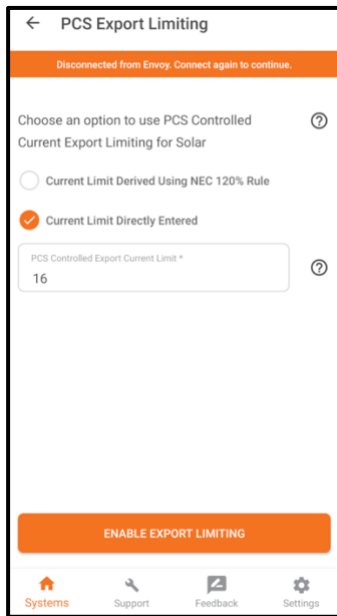 PCS Export Limiting
Disconnected from Envoy. Connect again to continue.
Choose an option to use PCS Controlled
Current Export Limiting for Solar
Current Limit Derived Using NEC 120% Rule
Current Limit Directly Entered
PCS Controlled Export Current Limit *
16
ENABLE EXPORT LIMITING
Systems
Support
Feedback
Settings